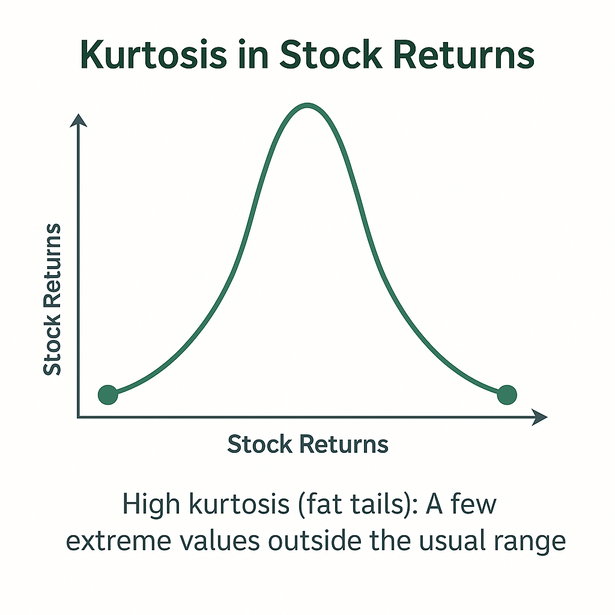 Kurtosis in Stock Returns
Stock Returns
Stock Returns
High kurtosis (fat tails): A few
extreme values outside the usual range